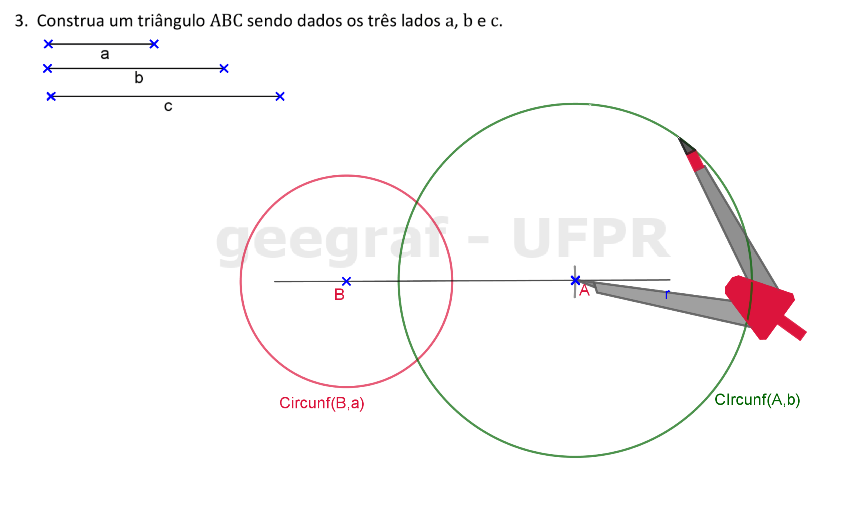 3. Construa um triângulo ABC sendo dados os três lados a, b e c.
a
b
c
geegraf - UFPR
B
A
r
Circunf(B,a)
CIrcunf(A,b)